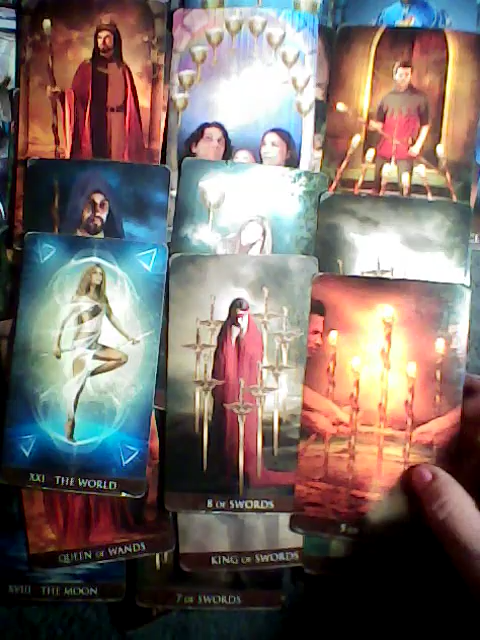 XXI THE WORLD
8 OF SWORDS
QUEEN OF WANDS
KING OF SWORDS
XVIII THE MOON
7 OF SWORDS